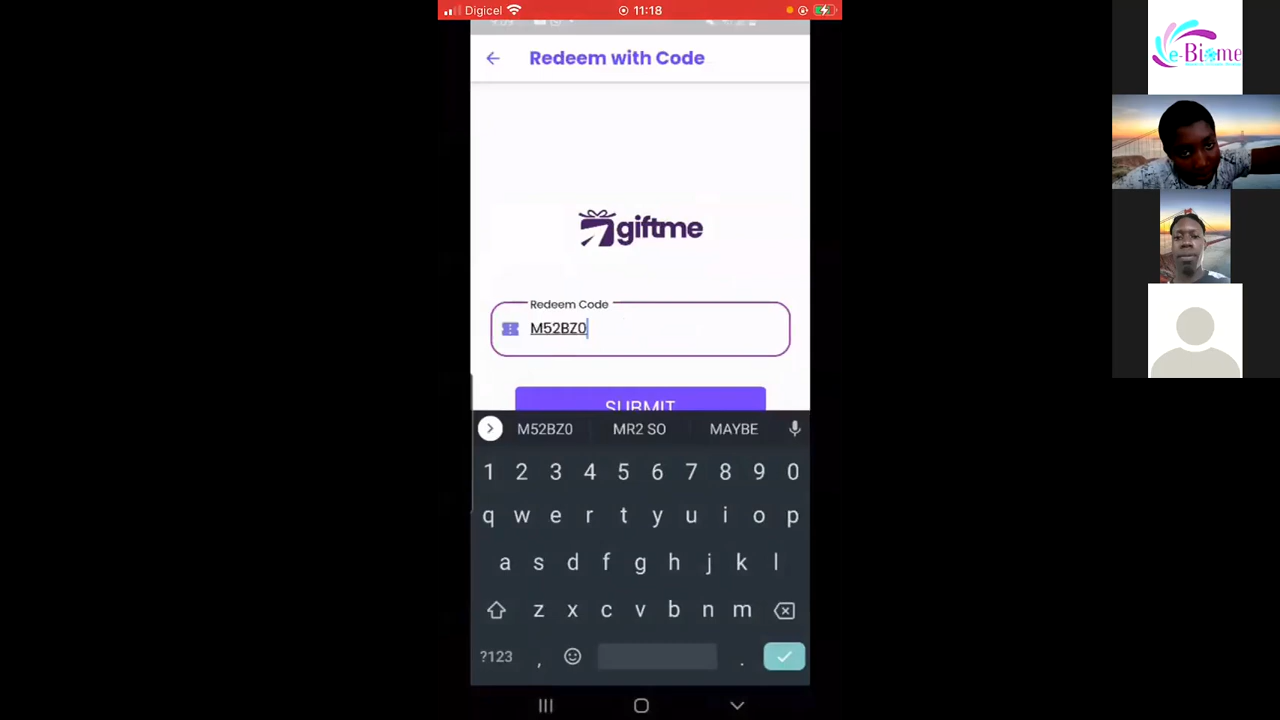 Digicel
11:18
Redeem with Code
giftme
Redeem Code
M52BZ0
SUBMIT
M52BZ0 MR2 SO MAYBE
1 2 3 4 5 6 7 8 9 0
q w e r t y u i o p
a s d f g h j k l
z x c v b n m
?123 , .
e-Biome